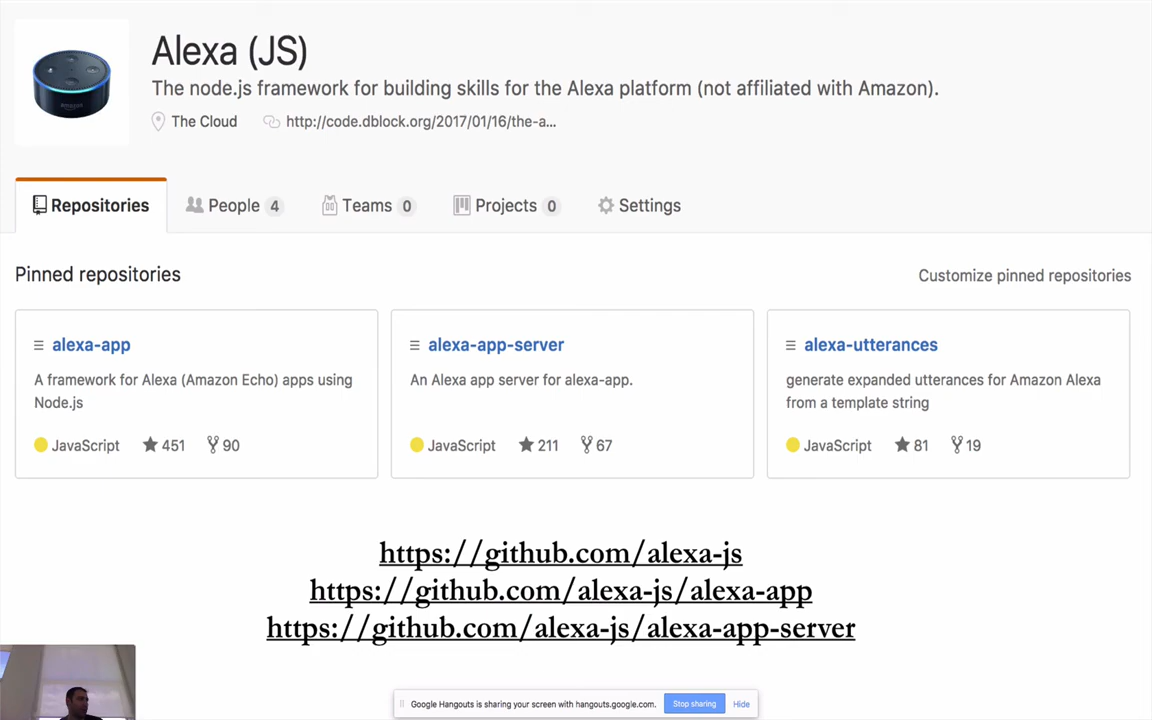 Alexa (JS)
The node.js framework for building skills for the Alexa platform (not affiliated with Amazon).
The Cloud http://code.dblock.org/2017/01/16/the-a...
Repositories People 4 Teams 0 Projects 0 Settings
Pinned repositories Customize pinned repositories
alexa-app
A framework for Alexa (Amazon Echo) apps using
Node.js
JavaScript 451 90
alexa-app-server
An Alexa app server for alexa-app.
JavaScript 211 67
alexa-utterances
generate expanded utterances for Amazon Alexa
from a template string
JavaScript 81 19
https://github.com/alexa-js
https://github.com/alexa-js/alexa-app
https://github.com/alexa-js/alexa-app-server
Google Hangouts is sharing your screen with hangouts.google.com. Stop sharing Hide